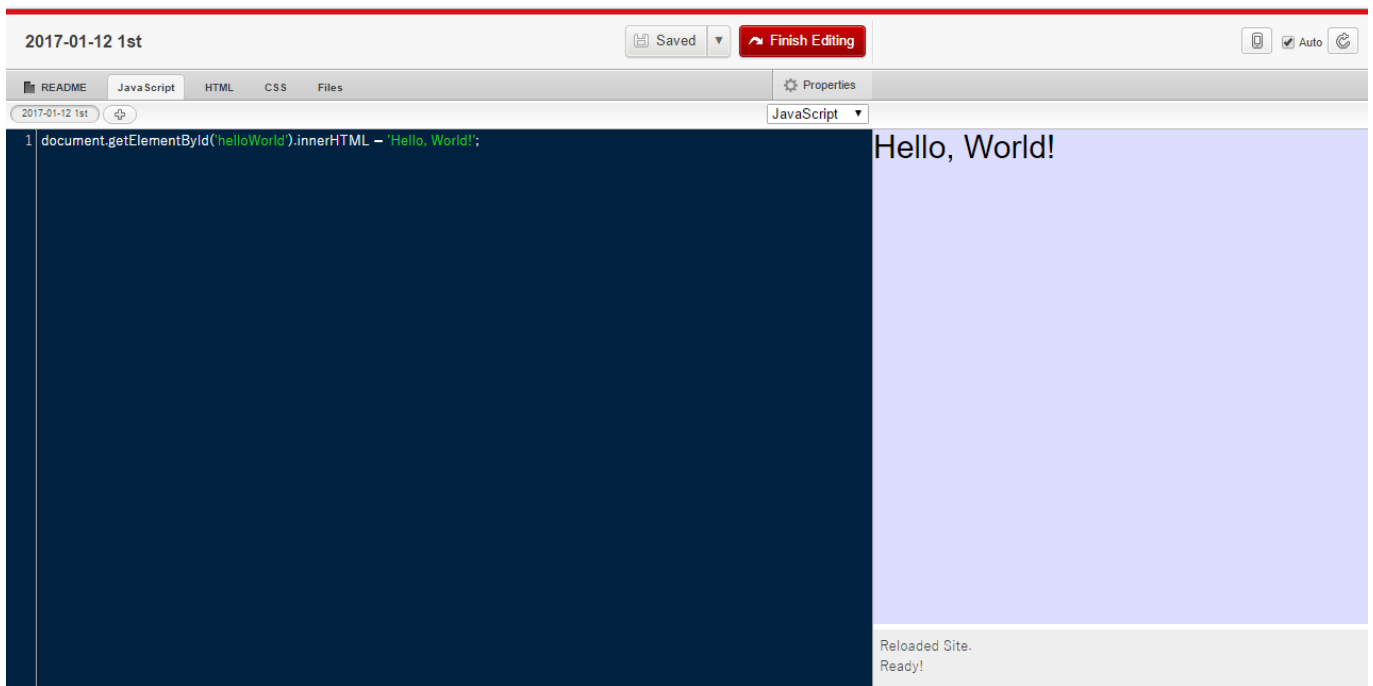 2017-01-12 1st
Saved
Finish Editing
Auto
README JavaScript HTML CSS Files
Properties
2017-01-12 1st
JavaScript
1 document.getElementById('helloWorld').innerHTML = 'Hello, World!';
Hello, World!
Reloaded Site.
Ready!